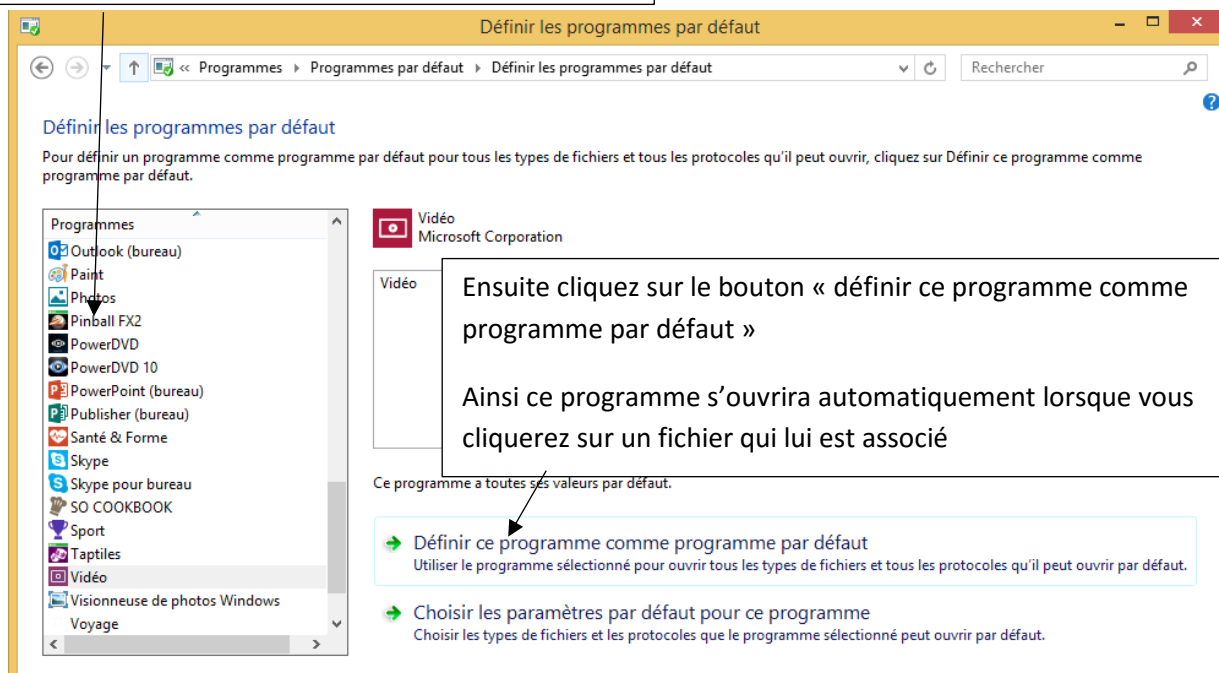 Définir les programmes par défaut
« Programmes ▸ Programmes par défaut ▸ Définir les programmes par défaut
Rechercher
Définir les programmes par défaut
Pour définir un programme comme programme par défaut pour tous les types de fichiers et tous les protocoles qu'il peut ouvrir, cliquez sur Définir ce programme comme
programme par défaut.
Programmes
Outlook (bureau)
Paint
Photos
Pinball FX2
PowerDVD
PowerDVD 10
PowerPoint (bureau)
Publisher (bureau)
Santé & Forme
Skype
Skype pour bureau
SO COOKBOOK
Sport
Taptiles
Vidéo
Visionneuse de photos Windows
Voyage
Vidéo
Microsoft Corporation
Vidéo
Ensuite cliquez sur le bouton « définir ce programme comme
programme par défaut »
Ainsi ce programme s'ouvrira automatiquement lorsque vous
cliquerez sur un fichier qui lui est associé
Ce programme a toutes ses valeurs par défaut.
Définir ce programme comme programme par défaut
Utiliser le programme sélectionné pour ouvrir tous les types de fichiers et tous les protocoles qu'il peut ouvrir par défaut.
Choisir les paramètres par défaut pour ce programme
Choisir les types de fichiers et les protocoles que le programme sélectionné peut ouvrir par défaut.